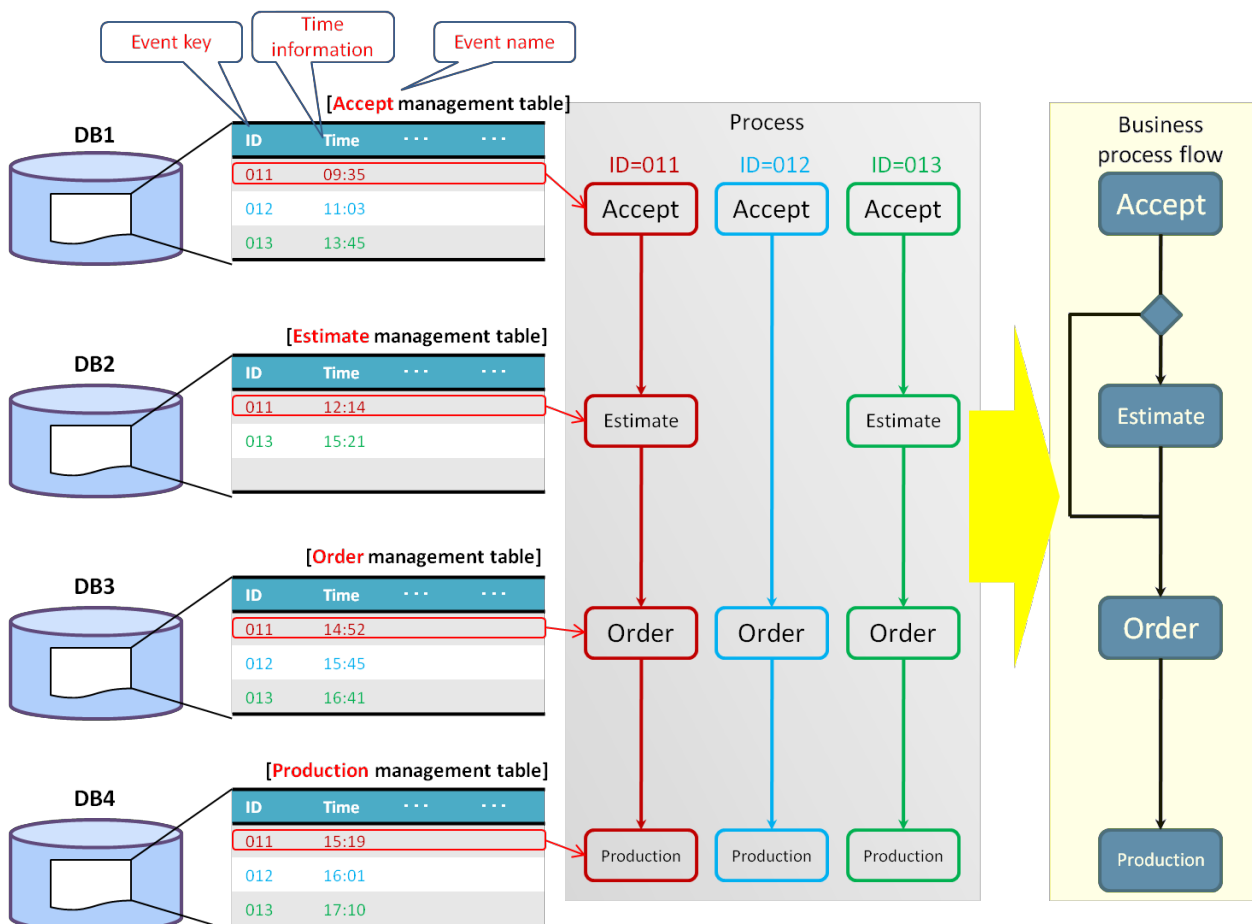 Event key
Time
information
Event name
[Accept management table]
DB1
ID Time ... ...
011 09:35
012 11:03
013 13:45
[Estimate management table]
DB2
ID Time ... ...
011 12:14
013 15:21
[Order management table]
DB3
ID Time ... ...
011 14:52
012 15:45
013 16:41
[Production management table]
DB4
ID Time ... ...
011 15:19
012 16:01
013 17:10
Process
ID=011 ID=012 ID=013
Accept Accept Accept
Estimate Estimate
Order Order Order
Production Production Production
Business
process flow
Accept
Estimate
Order
Production